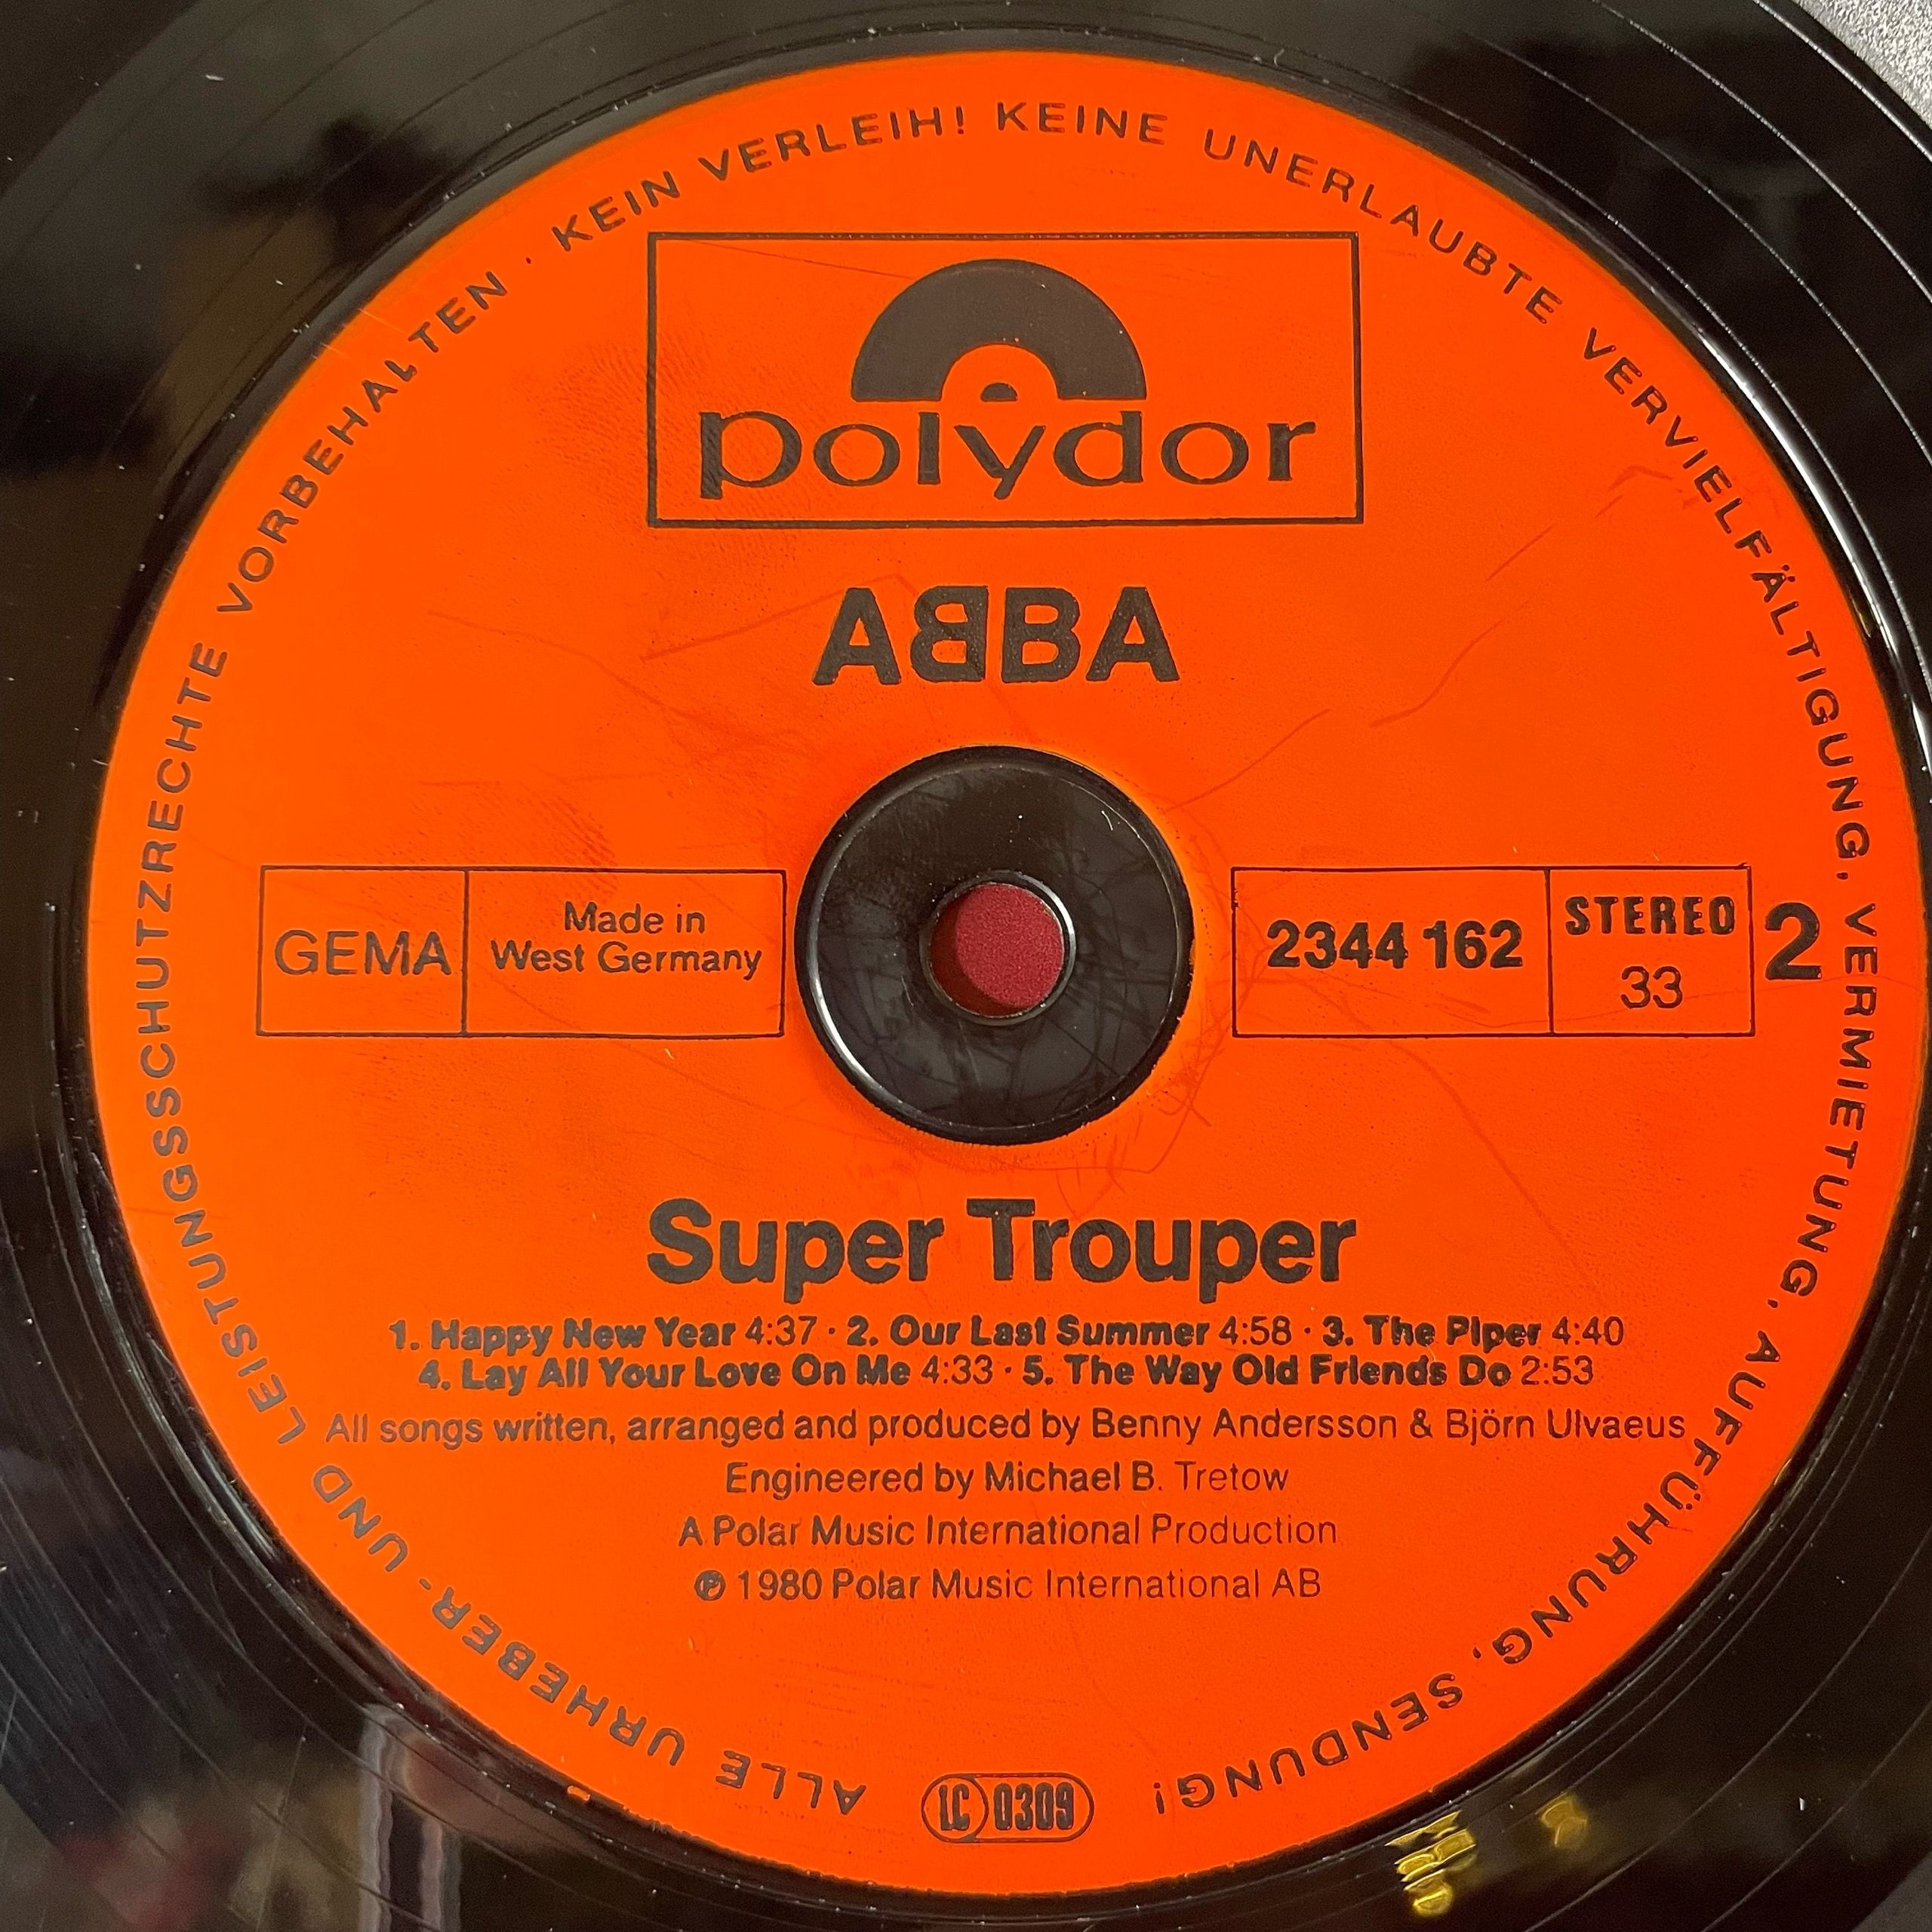 ALLE URHEBER- UND LEISTUNGSSCHUTZRECHTE VORBEHALTEN · KEIN VERLEIH! KEINE UNERLAUBTE VERVIELFÄLTIGUNG, VERMIETUNG, AUFFÜHRUNG, SENDUNG!
polydor
ABBA
GEMA
Made in
West Germany
2344 162
STEREO
33
2
Super Trouper
1. Happy New Year 4:37 · 2. Our Last Summer 4:58 · 3. The Piper 4:40
4. Lay All Your Love On Me 4:33 · 5. The Way Old Friends Do 2:53
All songs written, arranged and produced by Benny Andersson & Björn Ulvaeus
Engineered by Michael B. Tretow
A Polar Music International Production
℗ 1980 Polar Music International AB
LC 0309